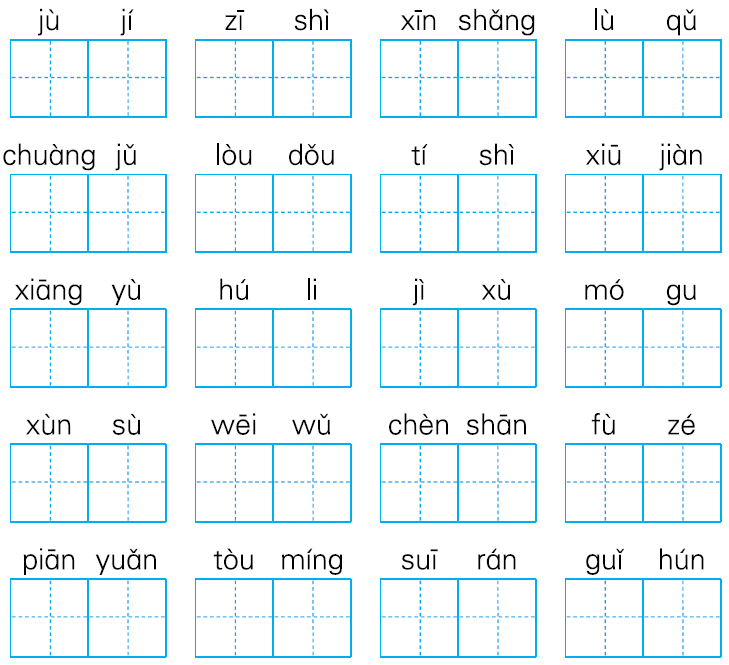 jù jí zī shì xīn shǎng lù qǔ
chuàng jǔ lòu dǒu tí shì xiū jiàn
xiāng yù hú li jì xù mó gu
xùn sù wēi wǔ chèn shān fù zé
piān yuǎn tòu míng suī rán guǐ hún